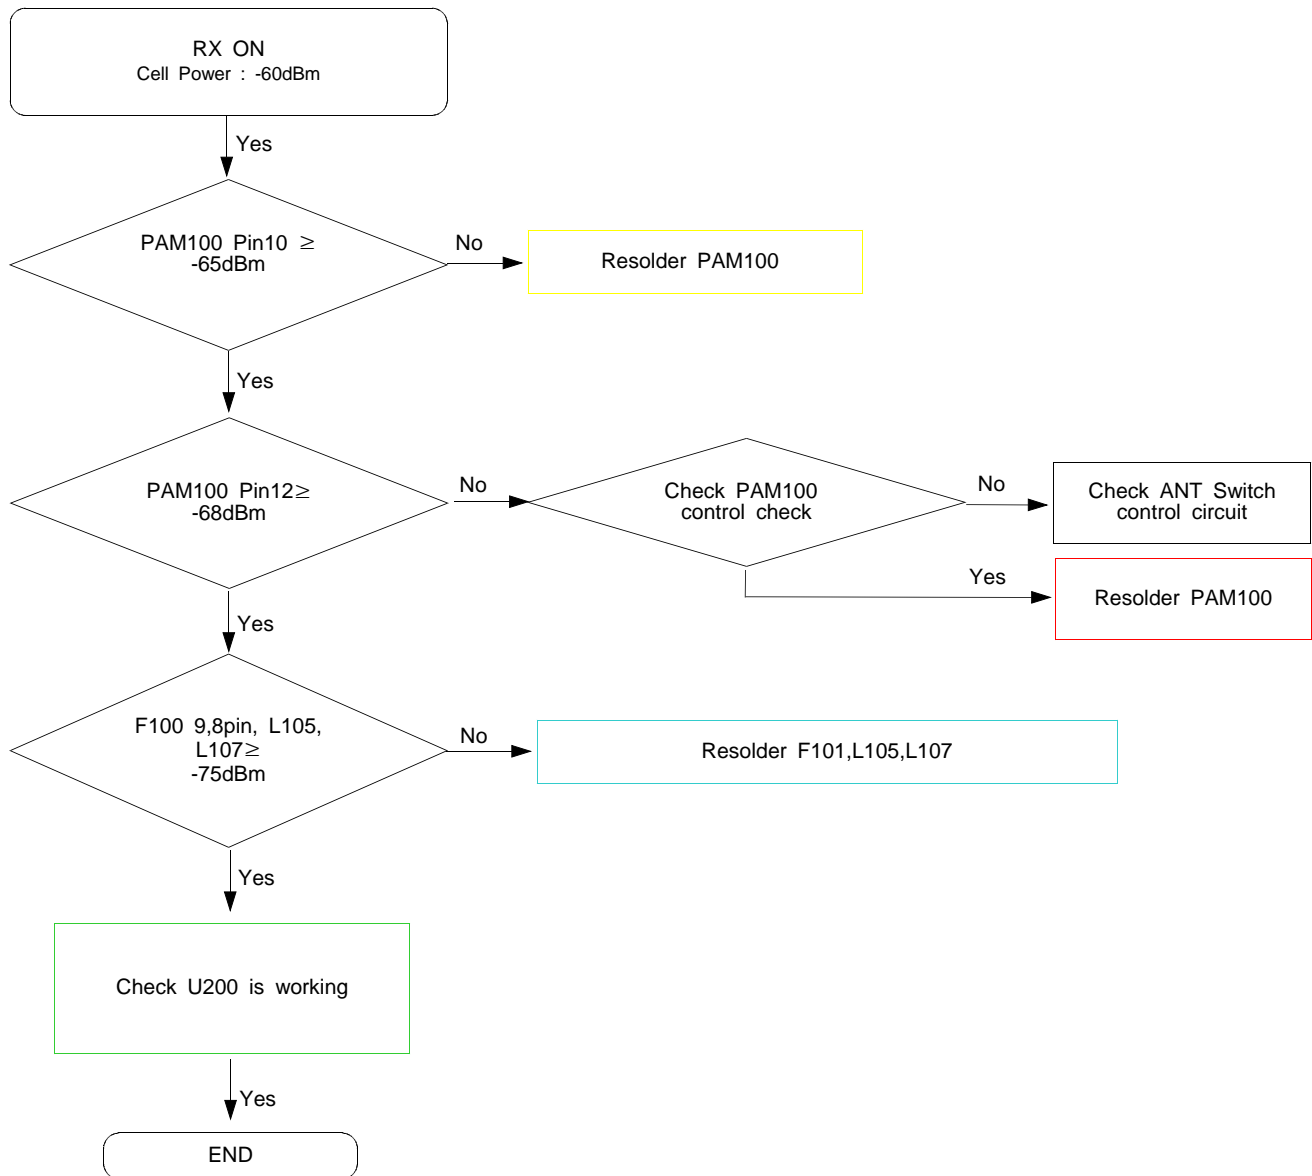 RX ON
Cell Power : -60dBm
Yes
PAM100 Pin10 ≥
-65dBm
No
Resolder PAM100
Yes
PAM100 Pin12≥
-68dBm
No
Check PAM100
control check
No
Check ANT Switch
control circuit
Yes
Resolder PAM100
Yes
F100 9,8pin, L105,
L107≥
-75dBm
No
Resolder F101,L105,L107
Yes
Check U200 is working
Yes
END